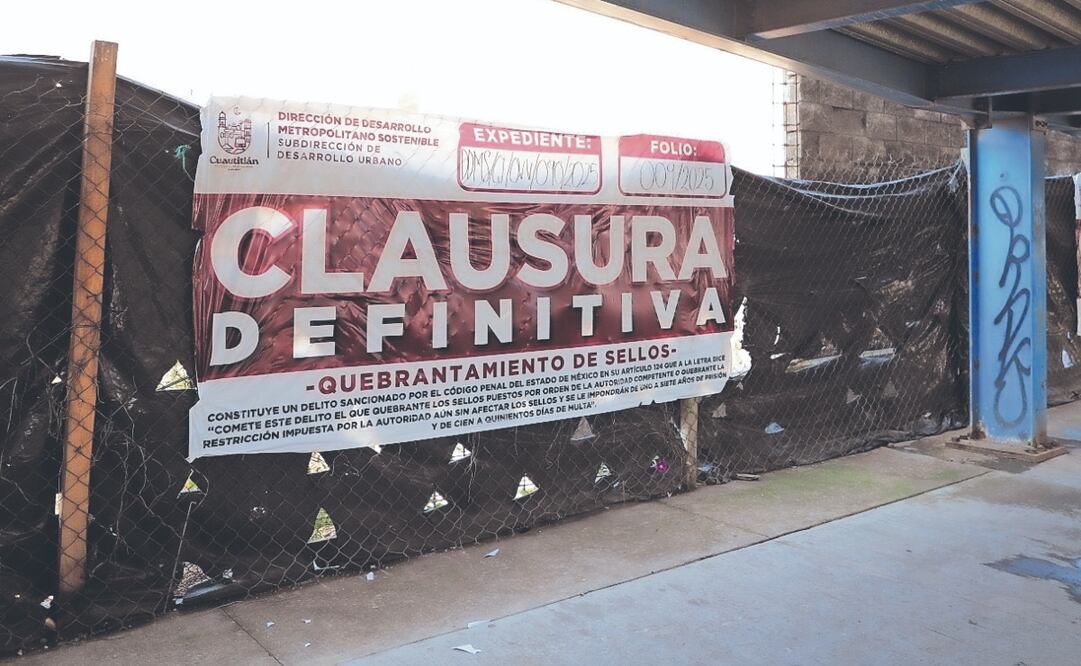 Cuautitlán
DIRECCIÓN DE DESARROLLO
METROPOLITANO SOSTENIBLE
SUBDIRECCIÓN DE
DESARROLLO URBANO
EXPEDIENTE:
FOLIO:
009/2025
CLAUSURA
DEFINITIVA
-QUEBRANTAMIENTO DE SELLOS-
CONSTITUYE UN DELITO SANCIONADO POR EL CÓDIGO PENAL DEL ESTADO DE MÉXICO EN SU ARTÍCULO 124 QUE A LA LETRA DICE
“COMETE ESTE DELITO EL QUE QUEBRANTE LOS SELLOS PUESTOS POR ORDEN DE LA AUTORIDAD COMPETENTE O QUEBRANTE LA
RESTRICCIÓN IMPUESTA POR LA AUTORIDAD AÚN SIN AFECTAR LOS SELLOS Y SE LE IMPONDRÁN DE UNO A SIETE AÑOS DE PRISIÓN
Y DE CIEN A QUINIENTOS DÍAS DE MULTA”.